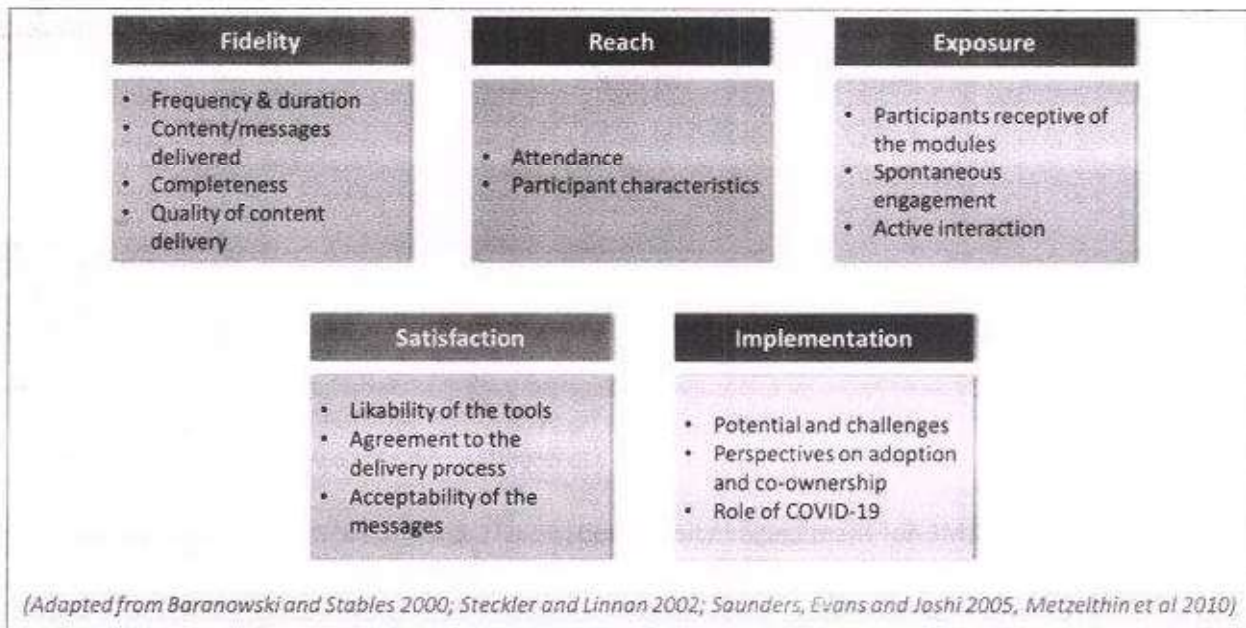 Fidelity
• Frequency & duration
• Content/messages
delivered
• Completeness
• Quality of content
delivery
Reach
• Attendance
• Participant characteristics
Exposure
• Participants receptive of
the modules
• Spontaneous
engagement
• Active interaction
Satisfaction
• Likability of the tools
• Agreement to the
delivery process
• Acceptability of the
messages
Implementation
• Potential and challenges
• Perspectives on adoption
and co-ownership
• Role of COVID-19
(Adapted from Baranowski and Stables 2000; Steckler and Linnan 2002; Saunders, Evans and Joshi 2005, Metzelthin et al 2010)